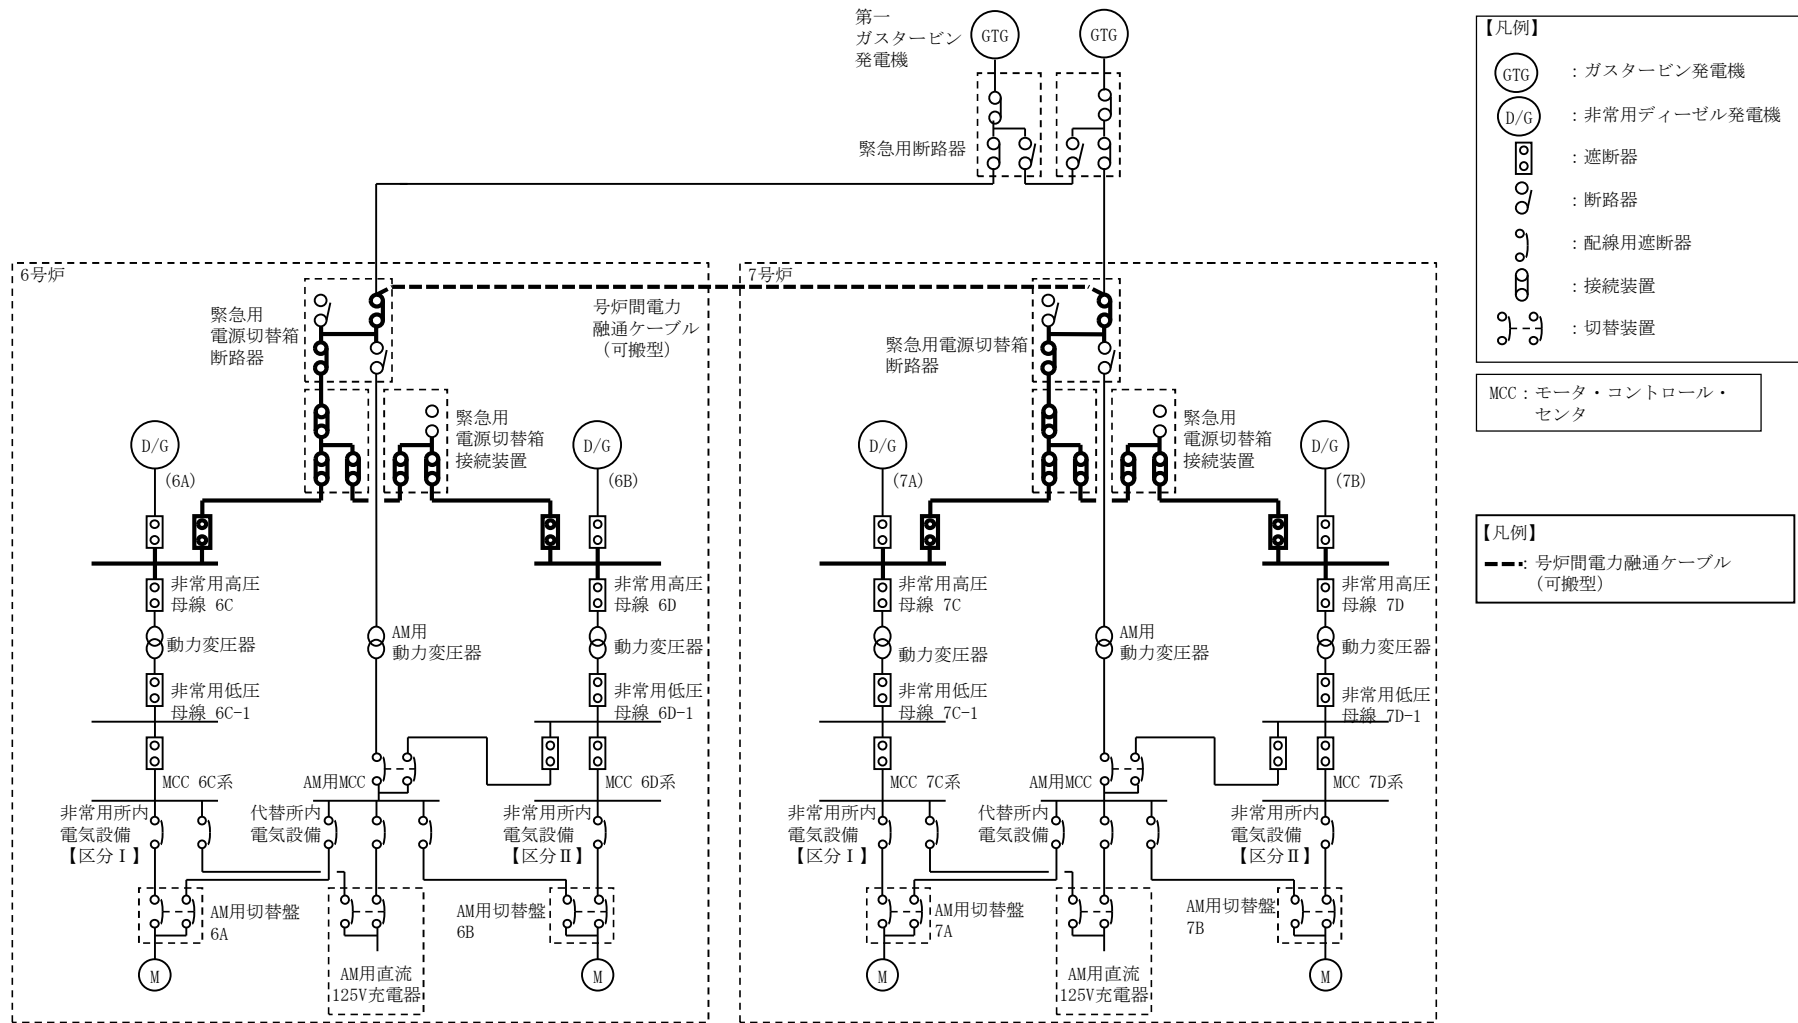 第一
ガスタービン
発電機
GTG
GTG
緊急用断路器
6号炉
緊急用
電源切替箱
断路器
号炉間電力
融通ケーブル
（可搬型）
緊急用
電源切替箱
接続装置
D/G
(6A)
D/G
(6B)
非常用高圧
母線 6C
非常用高圧
母線 6D
動力変圧器
AM用
動力変圧器
動力変圧器
非常用低圧
母線 6C-1
非常用低圧
母線 6D-1
MCC 6C系
AM用MCC
MCC 6D系
非常用所内
電気設備
【区分Ⅰ】
代替所内
電気設備
非常用所内
電気設備
【区分Ⅱ】
AM用切替盤
6A
AM用切替盤
6B
M
AM用直流
125V充電器
M
7号炉
緊急用電源切替箱
断路器
緊急用
電源切替箱
接続装置
D/G
(7A)
D/G
(7B)
非常用高圧
母線 7C
非常用高圧
母線 7D
動力変圧器
AM用
動力変圧器
動力変圧器
非常用低圧
母線 7C-1
非常用低圧
母線 7D-1
MCC 7C系
AM用MCC
MCC 7D系
非常用所内
電気設備
【区分Ⅰ】
代替所内
電気設備
非常用所内
電気設備
【区分Ⅱ】
AM用切替盤
7A
AM用切替盤
7B
M
AM用直流
125V充電器
M
【凡例】
GTG ：ガスタービン発電機
D/G ：非常用ディーゼル発電機
：遮断器
：断路器
：配線用遮断器
：接続装置
：切替装置
MCC：モータ・コントロール・
センタ
【凡例】
：号炉間電力融通ケーブル
（可搬型）